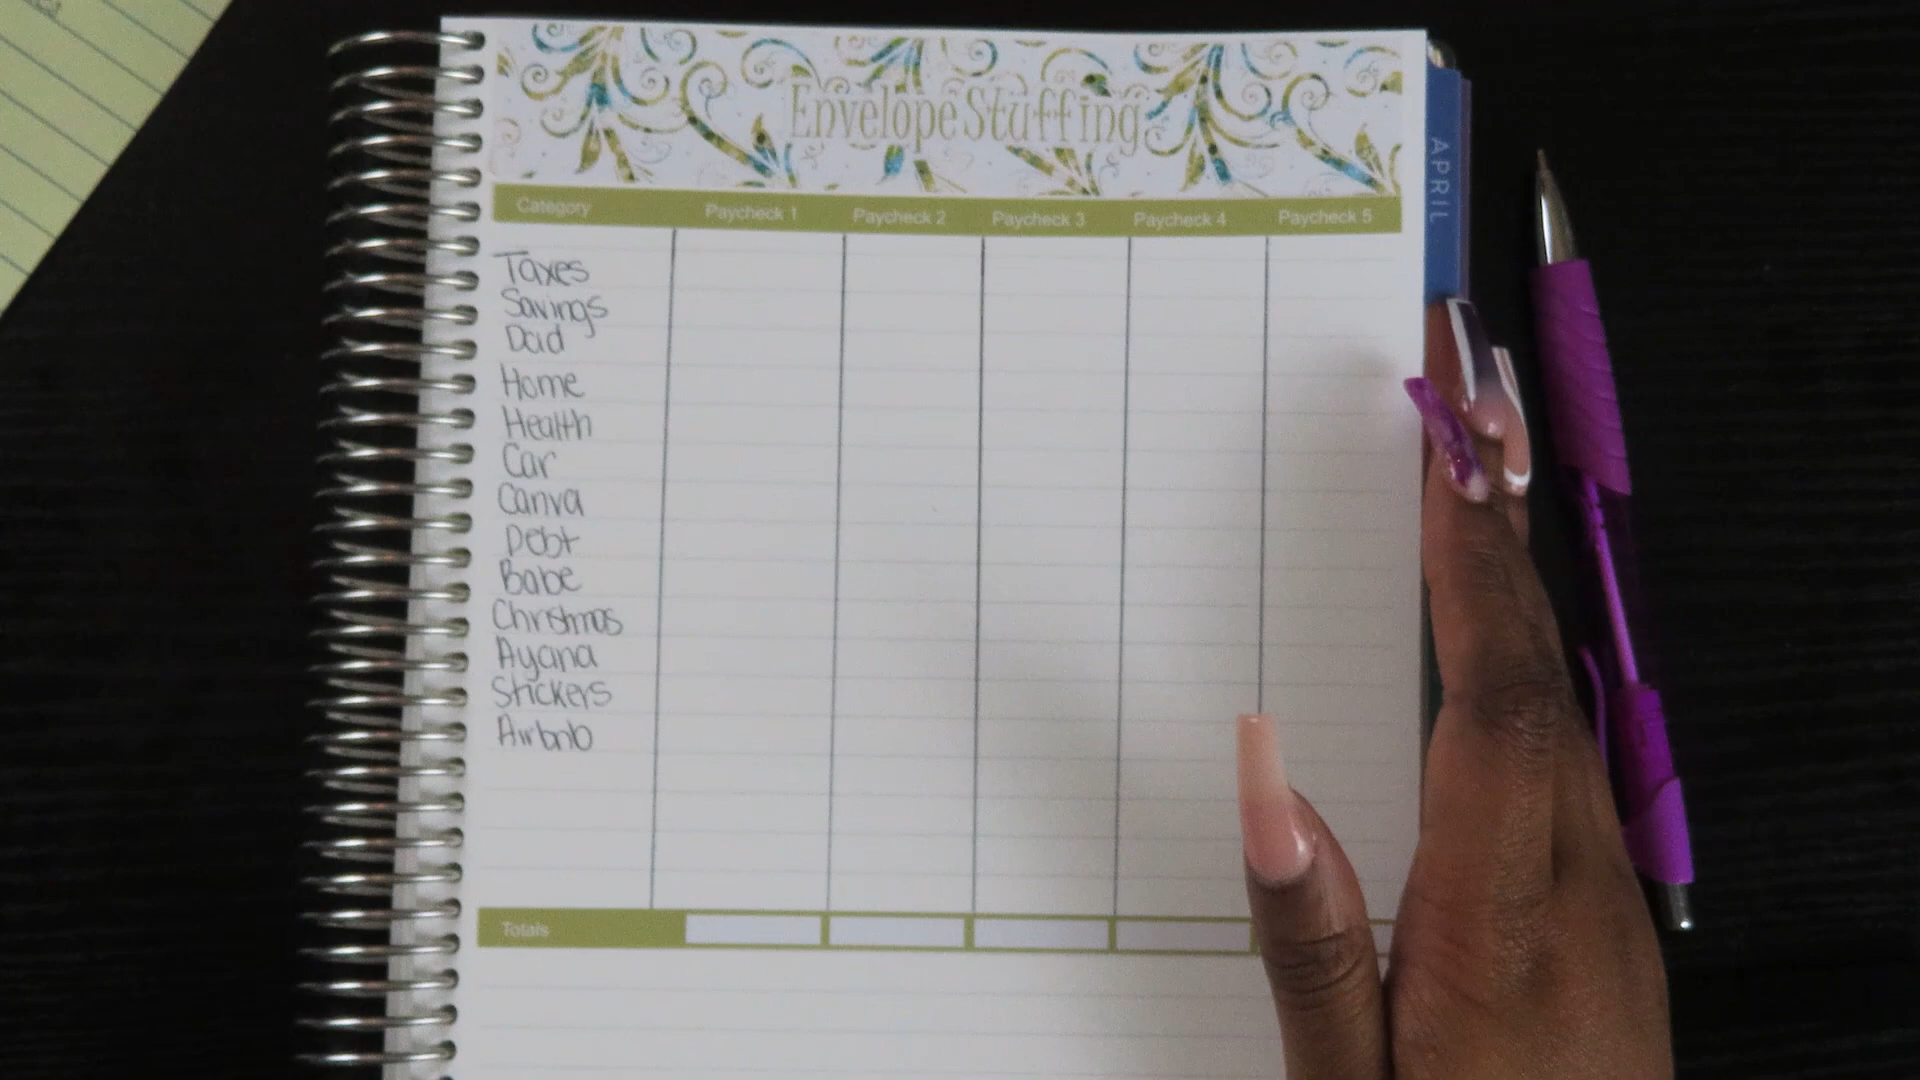 Envelope Stuffing
Category Paycheck 1 Paycheck 2 Paycheck 3 Paycheck 4 Paycheck 5
APRIL
Taxes
Savings
Dad
Home
Health
Car
Canva
Debt
Babe
Christmas
Ayana
Stickers
Airbnb
Totals